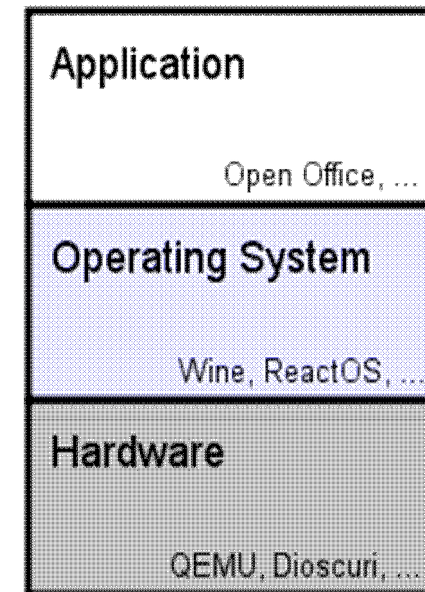 Application
Open Office, ...
Operating System
Wine, ReactOS, ...
Hardware
QEMU, Dioscuri, ...